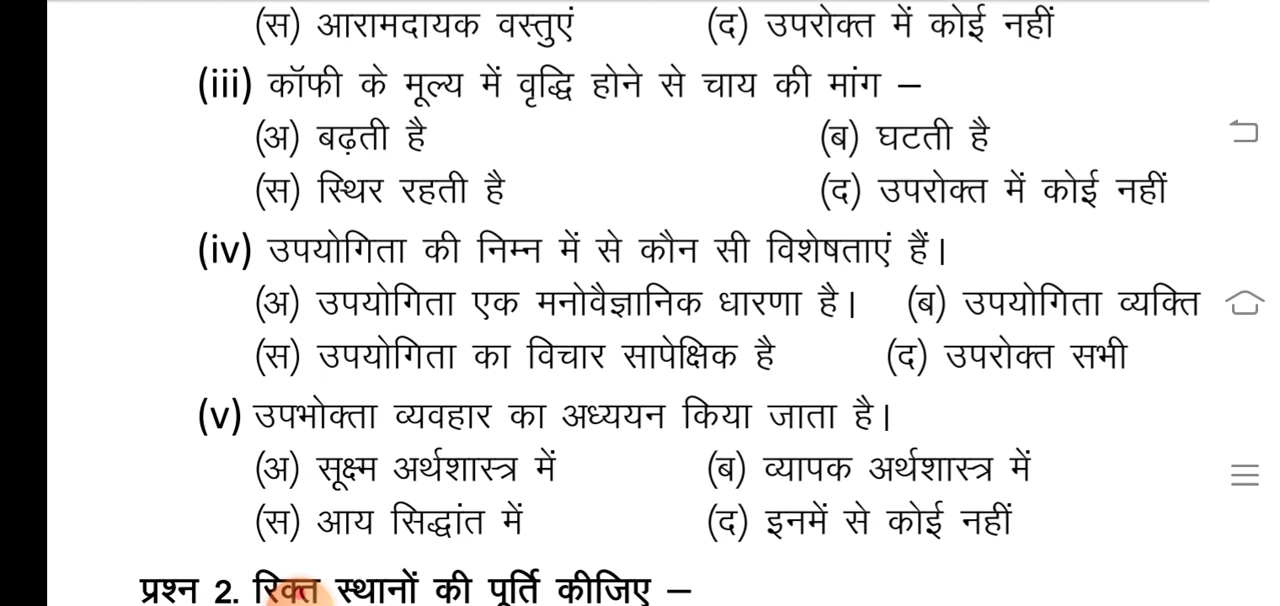 (स) आरामदायक वस्तुएं (द) उपरोक्त में कोई नहीं
(iii) कॉफी के मूल्य में वृद्धि होने से चाय की मांग –
(अ) बढ़ती है (ब) घटती है
(स) स्थिर रहती है (द) उपरोक्त में कोई नहीं
(iv) उपयोगिता की निम्न में से कौन सी विशेषताएं हैं।
(अ) उपयोगिता एक मनोवैज्ञानिक धारणा है। (ब) उपयोगिता व्यक्ति
(स) उपयोगिता का विचार सापेक्षिक है (द) उपरोक्त सभी
(v) उपभोक्ता व्यवहार का अध्ययन किया जाता है।
(अ) सूक्ष्म अर्थशास्त्र में (ब) व्यापक अर्थशास्त्र में
(स) आय सिद्धांत में (द) इनमें से कोई नहीं
प्रश्न 2. रिक्त स्थानों की पूर्ति कीजिए –